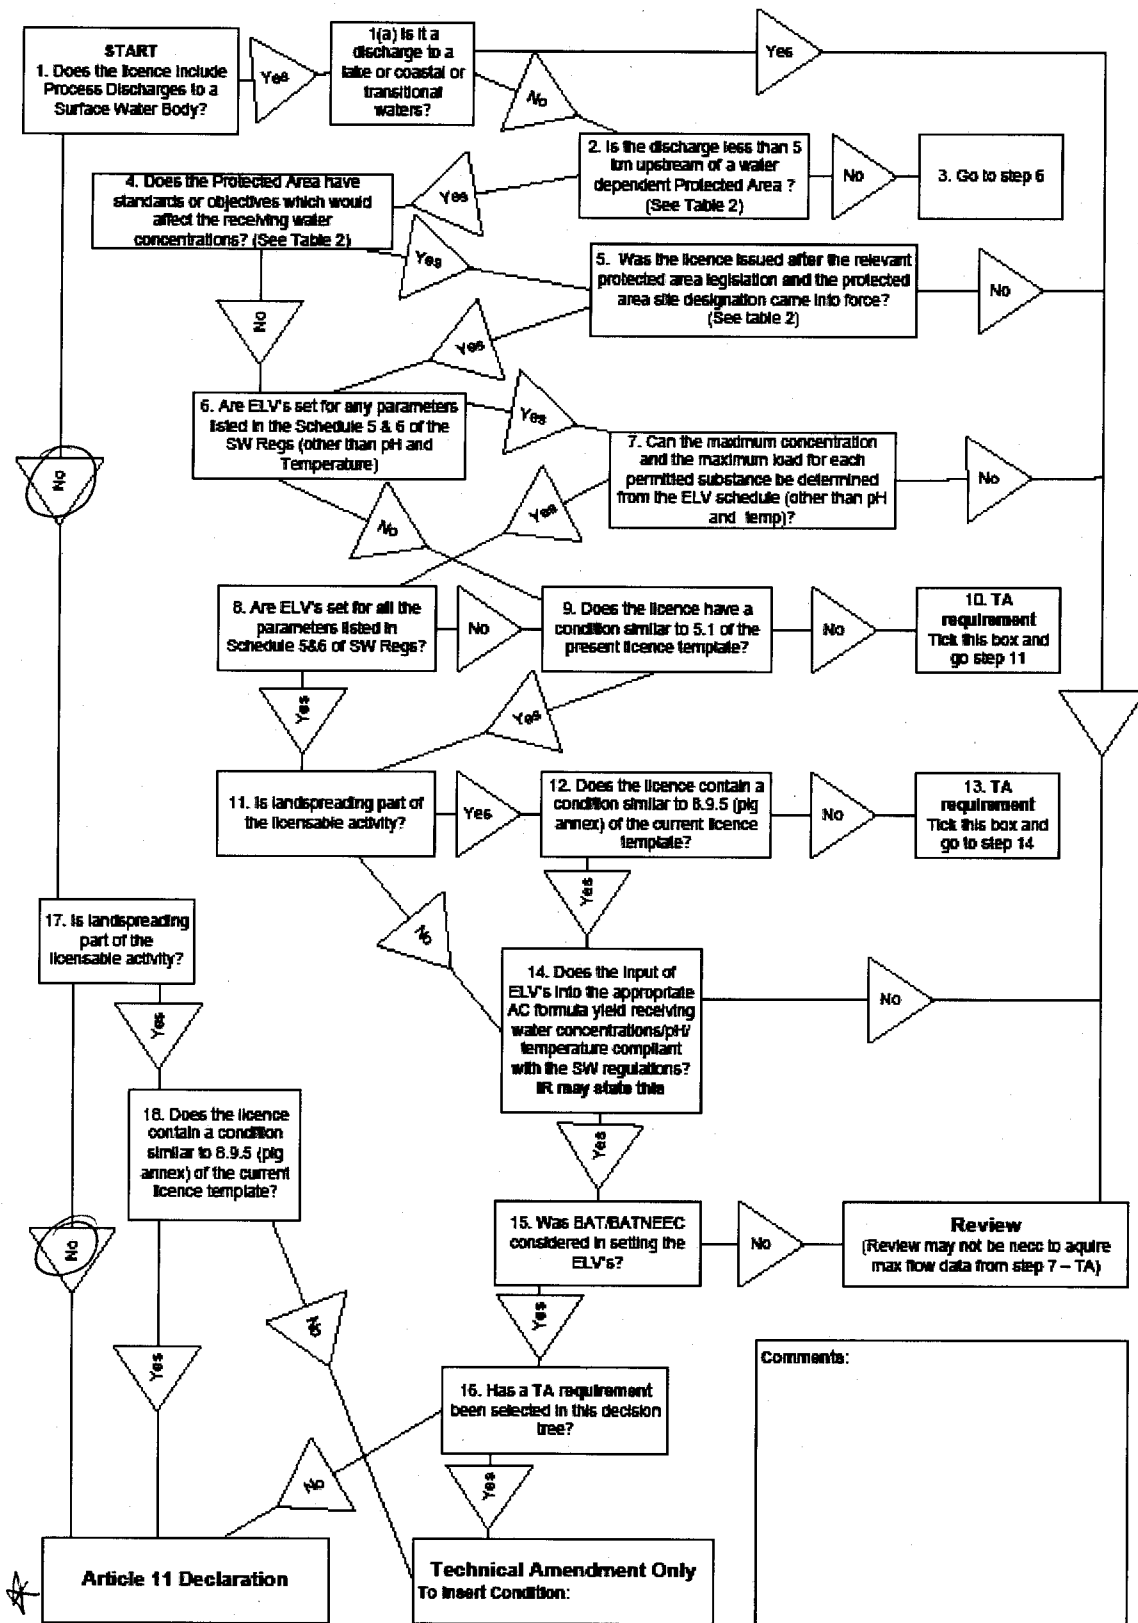 START
1. Does the licence include
Process Discharges to a
Surface Water Body?
Yes
1(a) Is it a
discharge to a
lake or coastal or
transitional
waters?
Yes
No
2. Is the discharge less than 5
km upstream of a water
dependent Protected Area ?
(See Table 2)
No
3. Go to step 6
Yes
4. Does the Protected Area have
standards or objectives which would
affect the receiving water
concentrations? (See Table 2)
Yes
5. Was the licence issued after the relevant
protected area legislation and the protected
area site designation came into force?
(See table 2)
No
No
Yes
6. Are ELV's set for any parameters
listed in the Schedule 5 & 6 of the
SW Regs (other than pH and
Temperature)
Yes
7. Can the maximum concentration
and the maximum load for each
permitted substance be determined
from the ELV schedule (other than pH
and temp)?
No
No
Yes
No
8. Are ELV's set for all the
parameters listed in
Schedule 5&6 of SW Regs?
No
9. Does the licence have a
condition similar to 5.1 of the
present licence template?
No
10. TA
requirement
Tick this box and
go step 11
Yes
Yes
11. Is landspreading part of
the licensable activity?
Yes
12. Does the licence contain a
condition similar to 6.9.5 (pig
annex) of the current licence
template?
No
13. TA
requirement
Tick this box and
go to step 14
Yes
No
17. Is landspreading
part of the
licensable activity?
14. Does the input of
ELV's into the appropriate
AC formula yield receiving
water concentrations/pH/
temperature compliant
with the SW regulations?
IR may state this
No
Yes
18. Does the licence
contain a condition
similar to 6.9.5 (pig
annex) of the current
licence template?
Yes
15. Was BAT/BATNEEC
considered in setting the
ELV's?
No
Review
(Review may not be necc to aquire
max flow data from step 7 – TA)
No
No
Yes
Yes
Comments:
16. Has a TA requirement
been selected in this decision
tree?
No
Yes
Article 11 Declaration
Technical Amendment Only
To Insert Condition: